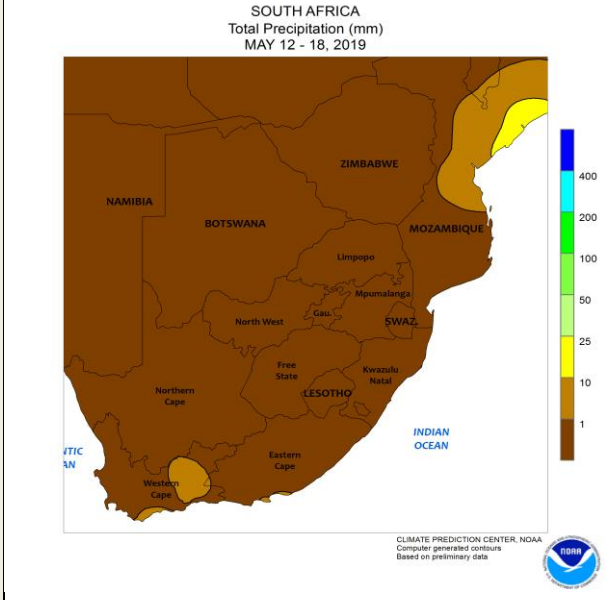 SOUTH AFRICA
Total Precipitation (mm)
MAY 12 - 18, 2019
ZIMBABWE
NAMIBIA
BOTSWANA
MOZAMBIQUE
Limpopo
Mpumalanga
Gau.
North West
SWAZ.
Free
State
Kwazulu
Natal
Northern
Cape
LESOTHO
INDIAN
OCEAN
NTIC
AN
Eastern
Cape
Western
Cape
400
200
100
50
25
10
1
CLIMATE PREDICTION CENTER, NOAA
Computer generated contours
Based on preliminary data
NOAA